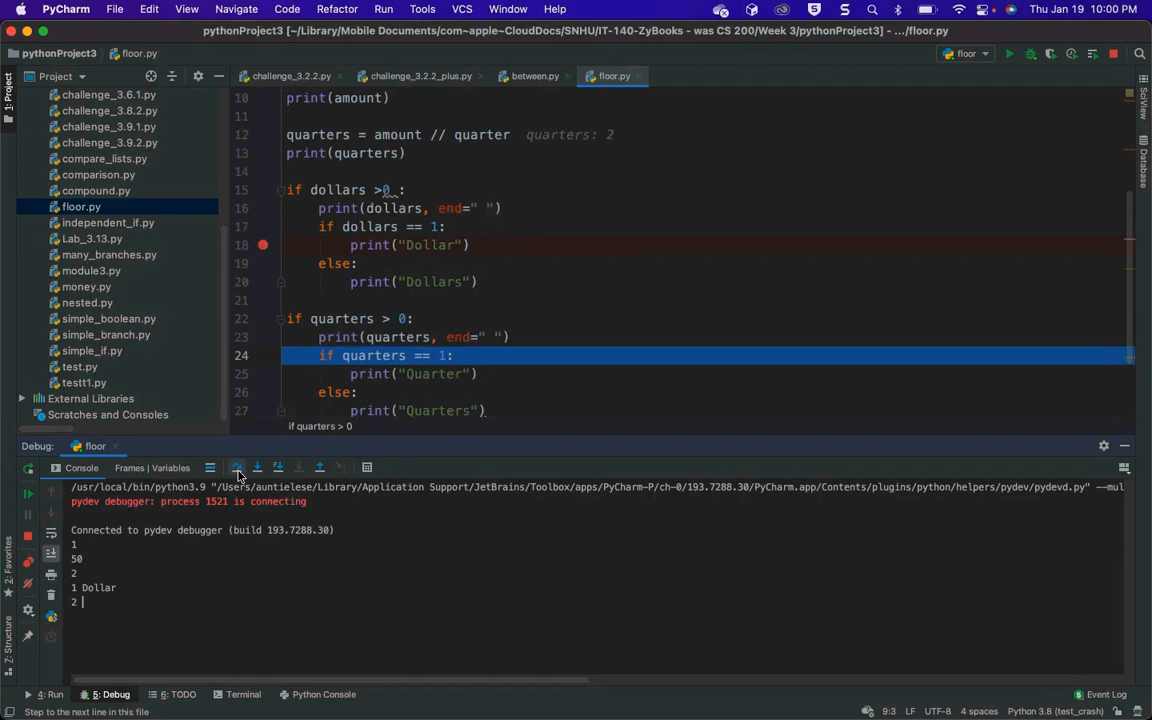 PyCharm File Edit View Navigate Code Refactor Run Tools VCS Window Help Thu Jan 19 10:00 PM
pythonProject3 [~/Library/Mobile Documents/com~apple~CloudDocs/SNHU/IT-140-ZyBooks - was CS 200/Week 3/pythonProject3] - .../floor.py
pythonProject3 floor.py floor
Project challenge_3.2.2.py challenge_3.2.2_plus.py between.py floor.py
1: Project
challenge_3.6.1.py
challenge_3.8.2.py
challenge_3.9.1.py
challenge_3.9.2.py
compare_lists.py
comparison.py
compound.py
floor.py
independent_if.py
Lab_3.13.py
many_branches.py
module3.py
money.py
nested.py
simple_boolean.py
simple_branch.py
simple_if.py
test.py
testt1.py
External Libraries
Scratches and Consoles
10 print(amount)
11
12 quarters = amount // quarter quarters: 2
13 print(quarters)
14
15 if dollars >0 :
16 print(dollars, end=" ")
17 if dollars == 1:
18 print("Dollar")
19 else:
20 print("Dollars")
21
22 if quarters > 0:
23 print(quarters, end=" ")
24 if quarters == 1:
25 print("Quarter")
26 else:
27 print("Quarters")
if quarters > 0
SciView
Database
Debug: floor
Console Frames | Variables
/usr/local/bin/python3.9 "/Users/auntielese/Library/Application Support/JetBrains/Toolbox/apps/PyCharm-P/ch-0/193.7288.30/PyCharm.app/Contents/plugins/python/helpers/pydev/pydevd.py" --mul
pydev debugger: process 1521 is connecting
Connected to pydev debugger (build 193.7288.30)
1
50
2
1 Dollar
2
2: Favorites
7: Structure
4: Run 5: Debug 6: TODO Terminal Python Console Event Log
Step to the next line in this file 9:3 LF UTF-8 4 spaces Python 3.8 (test_crash)